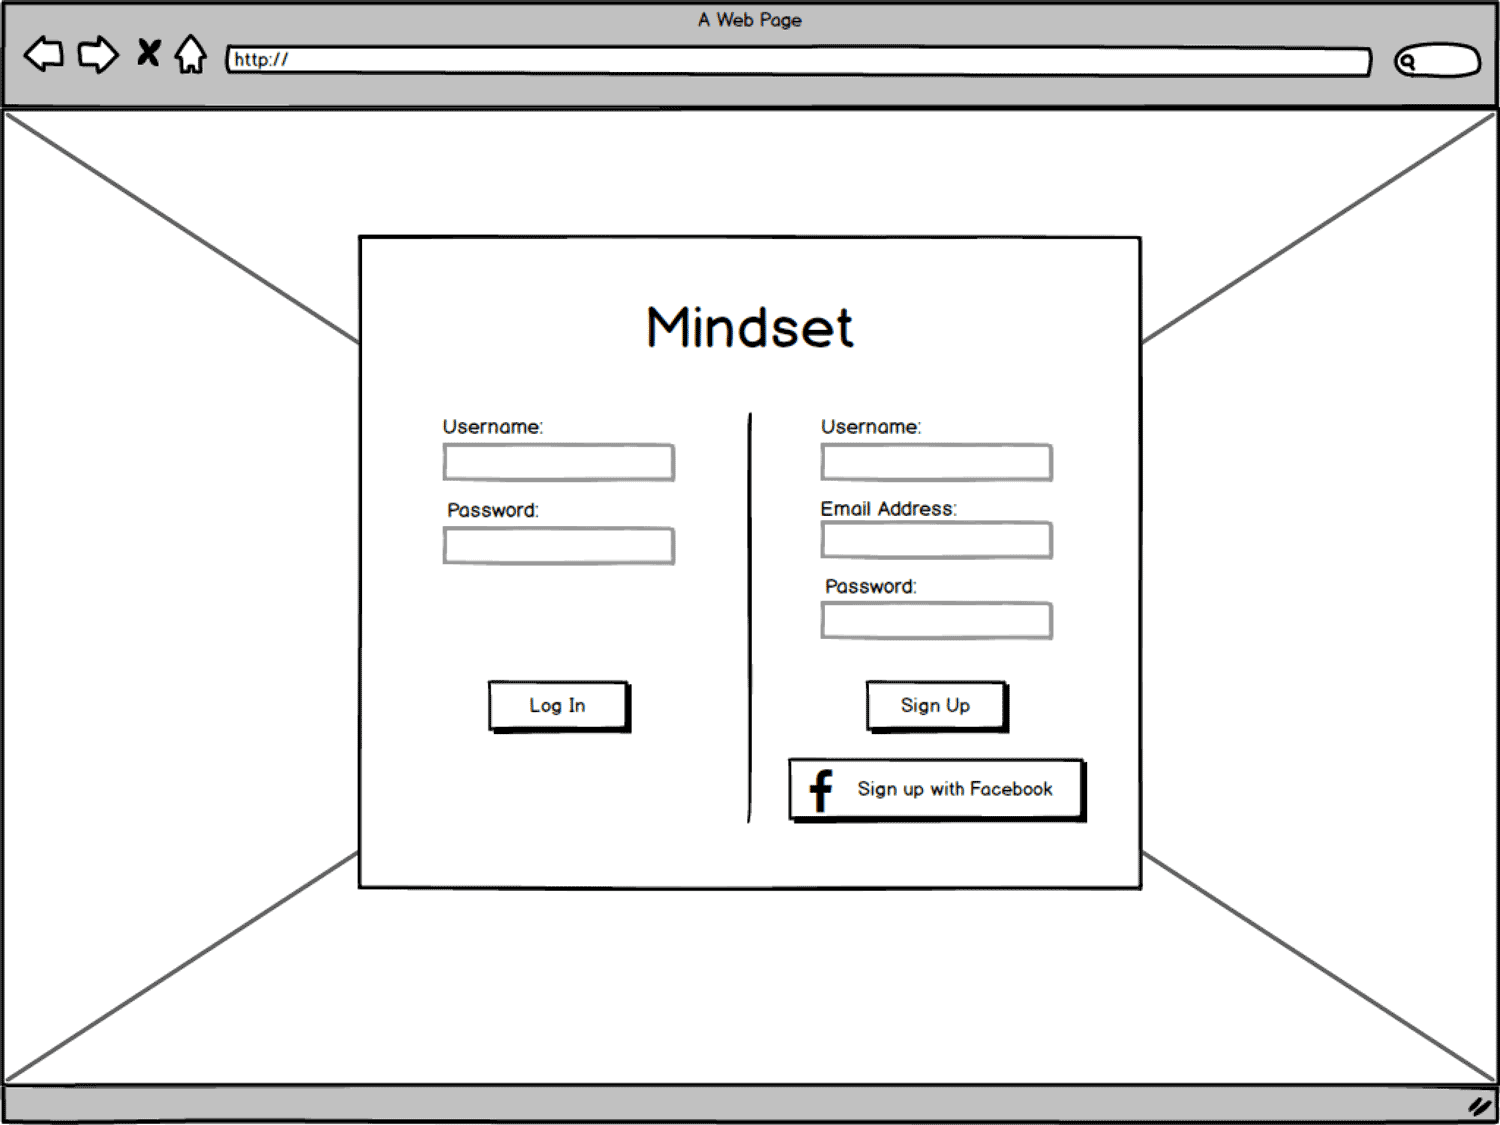 A Web Page
http://
Mindset
Username:
Password:
Log In
Username:
Email Address:
Password:
Sign Up
f Sign up with Facebook